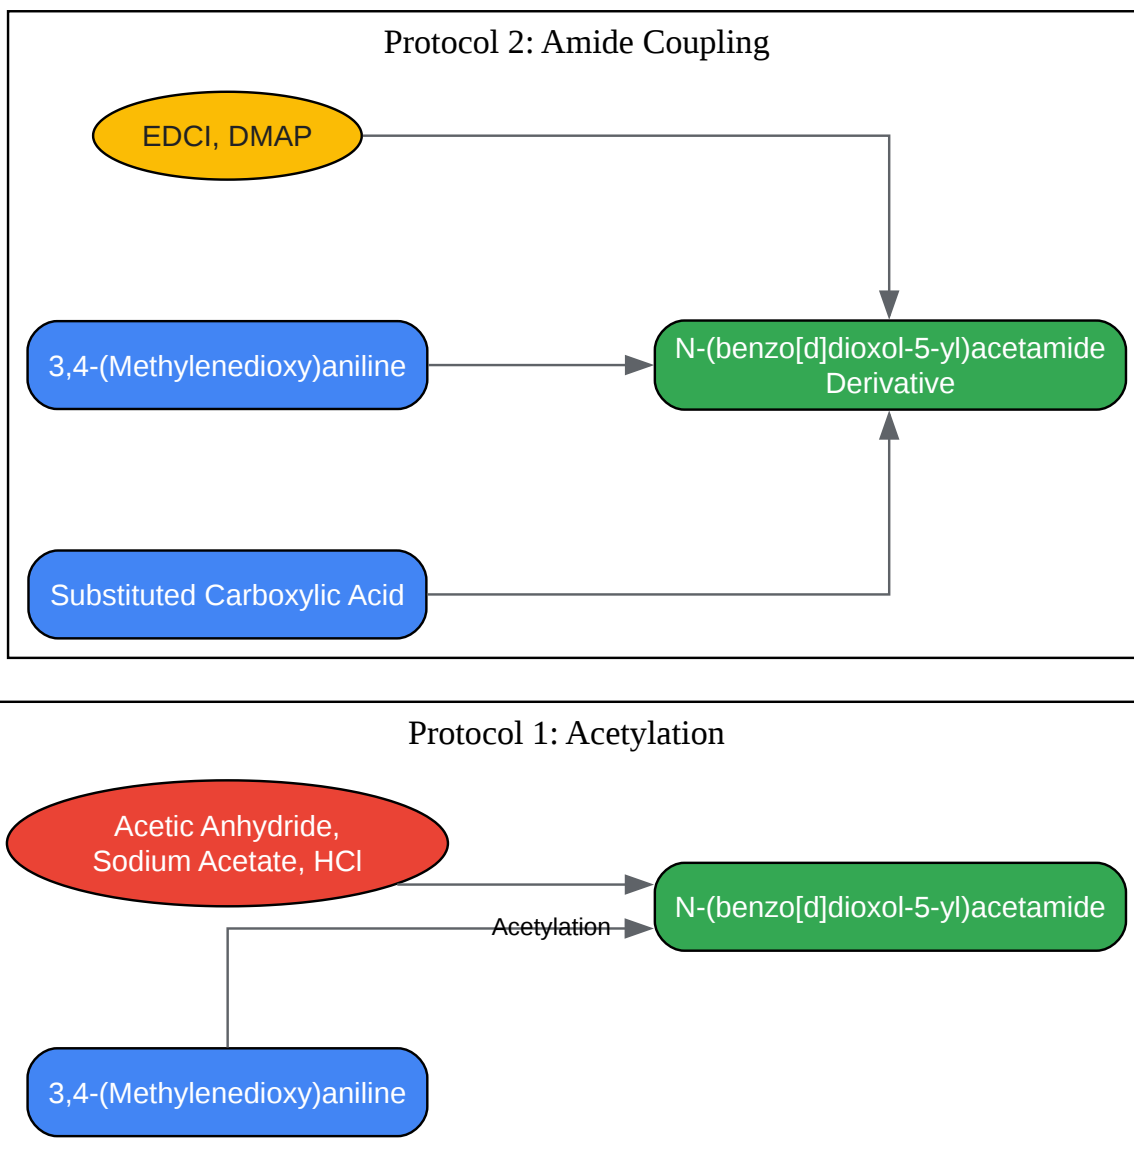 Protocol 2: Amide Coupling
EDCI, DMAP
3,4-(Methylenedioxy)aniline
N-(benzo[d]dioxol-5-yl)acetamide
Derivative
Substituted Carboxylic Acid
Protocol 1: Acetylation
Acetic Anhydride,
Sodium Acetate, HCl
N-(benzo[d]dioxol-5-yl)acetamide
Acetylation
3,4-(Methylenedioxy)aniline